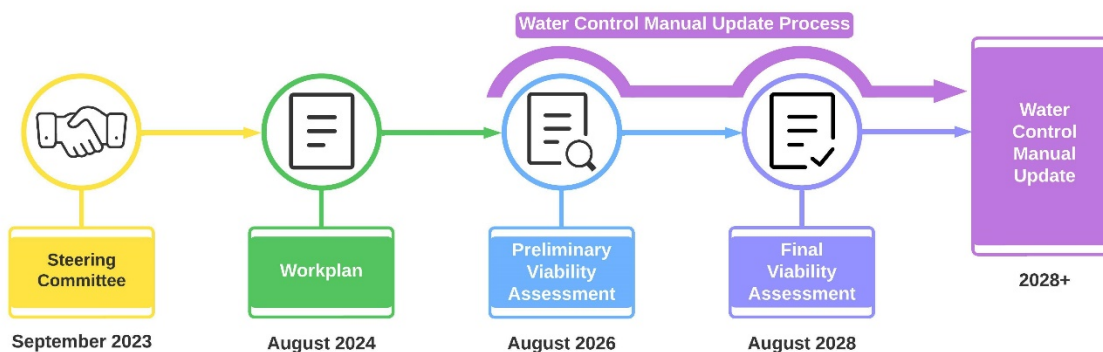 Water Control Manual Update Process
Water
Control
Manual
Update
Steering
Committee
Workplan
Preliminary
Viability
Assessment
Final
Viability
Assessment
2028+
September 2023
August 2024
August 2026
August 2028